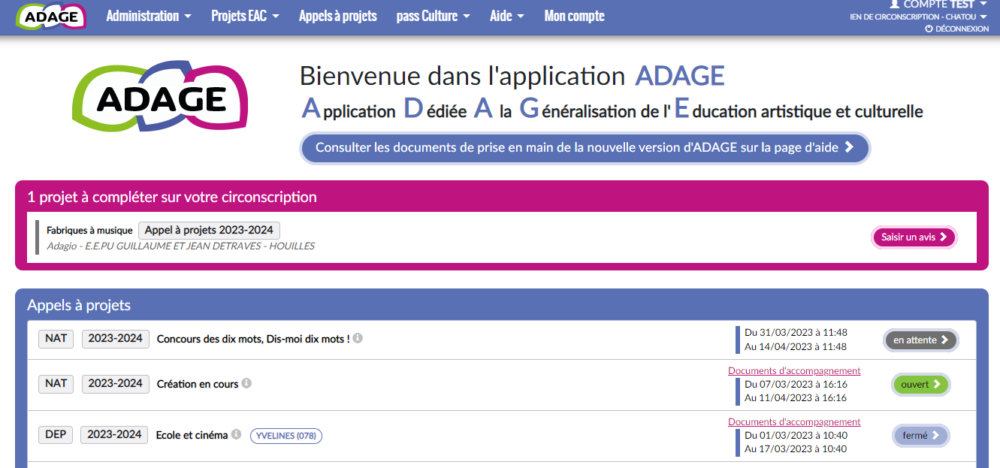 ADAGE Administration Projets EAC Appels à projets pass Culture Aide Mon compte
COMPTE TEST
IEN DE CIRCONSCRIPTION - CHATOU
DÉCONNEXION
ADAGE
Bienvenue dans l'application ADAGE
Application Dédiée A la Généralisation de l'Education artistique et culturelle
Consulter les documents de prise en main de la nouvelle version d'ADAGE sur la page d'aide
1 projet à compléter sur votre circonscription
Fabriques à musique Appel à projets 2023-2024
Adagio - E.E.PU GUILLAUME ET JEAN DETRAVES - HOUILLES
Saisir un avis
Appels à projets
NAT 2023-2024 Concours des dix mots, Dis-moi dix mots !
Du 31/03/2023 à 11:48
Au 14/04/2023 à 11:48
en attente
NAT 2023-2024 Création en cours
Documents d'accompagnement
Du 07/03/2023 à 16:16
Au 11/04/2023 à 16:16
ouvert
DEP 2023-2024 Ecole et cinéma YVELINES (078)
Documents d'accompagnement
Du 01/03/2023 à 10:40
Au 17/03/2023 à 10:40
fermé